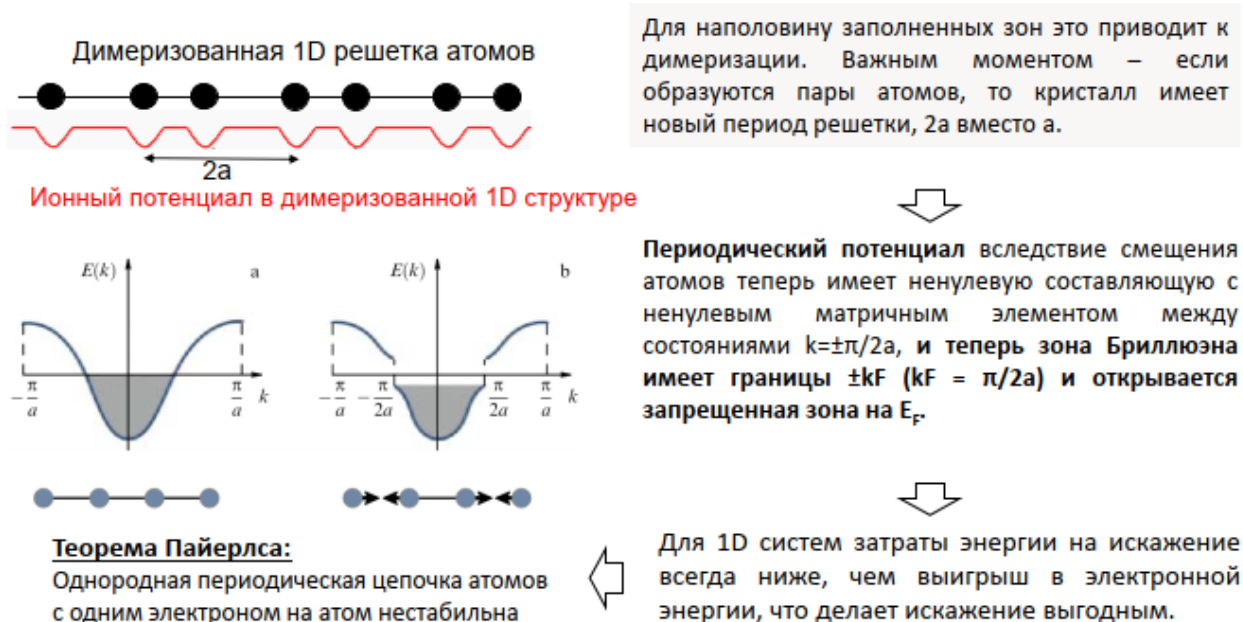 Димеризованная 1D решетка атомов
2a
Ионный потенциал в димеризованной 1D структуре
Для наполовину заполненных зон это приводит к
димеризации. Важным моментом – если
образуются пары атомов, то кристалл имеет
новый период решетки, 2a вместо a.
Периодический потенциал вследствие смещения
атомов теперь имеет ненулевую составляющую с
ненулевым матричным элементом между
состояниями k=±π/2a, и теперь зона Бриллюэна
имеет границы ±kF (kF = π/2a) и открывается
запрещенная зона на E_F.
E(k) a
−π/a π/a k
E(k) b
−π/a −π/2a π/2a π/a k
Для 1D систем затраты энергии на искажение
всегда ниже, чем выигрыш в электронной
энергии, что делает искажение выгодным.
Теорема Пайерлса:
Однородная периодическая цепочка атомов
с одним электроном на атом нестабильна